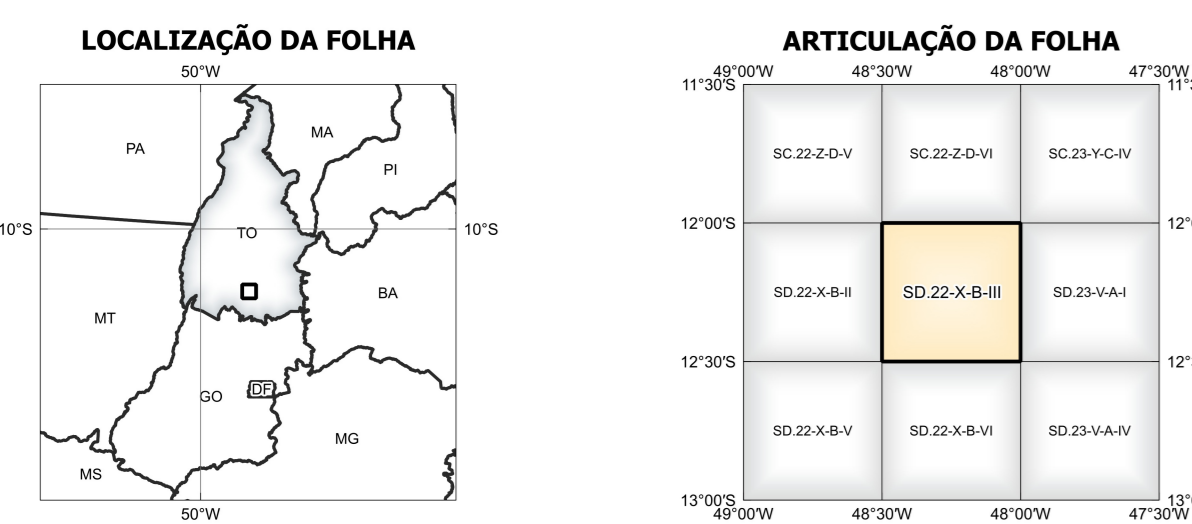 LOCALIZAÇÃO DA FOLHA
50°W
PA
MA
PI
10°S
TO
10°S
BA
MT
GO
DF
MG
MS
50°W
ARTICULAÇÃO DA FOLHA
49°00'W 48°30'W 48°00'W 47°30'W
11°30'S
SC.22-Z-D-V SC.22-Z-D-VI SC.23-Y-C-IV
12°00'S
SD.22-X-B-II SD.22-X-B-III SD.23-V-A-I
12°30'S
SD.22-X-B-V SD.22-X-B-VI SD.23-V-A-IV
13°00'S
49°00'W 48°30'W 48°00'W 47°30'W